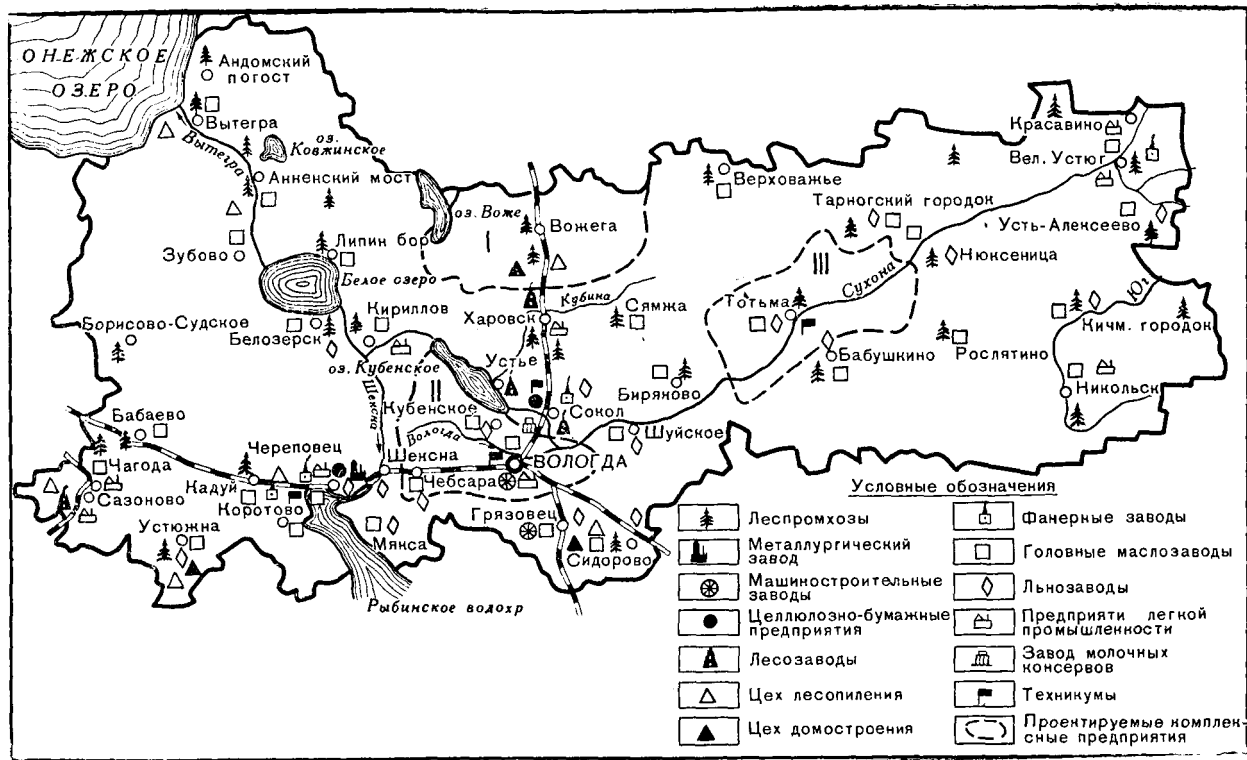 ОНЕЖСКОЕ
ОЗЕРО
Андомский
погост
Вытегра
Вытегра
оз.
Ковжинское
Анненский мост
Зубово
Липин бор
Белое озеро
оз. Воже
I
Вожега
Верховажье
Красавино
Вел. Устюг
Тарногский городок
Усть-Алексеево
Нюксеница
III
Сухона
Тотьма
Кубина
Сямжа
Харовск
Кириллов
Борисово-Судское
Белозерск
оз. Кубенское
Устье
II
Бабушкино
Рослятино
Кичм. городок
Юг
Никольск
Биряково
Шексна
Кубенское
Сокол
Шуйское
Вологда
Бабаево
Череповец
Шексна
ВОЛОГДА
Чагода
Кадуй
Чебсара
Сазоново
Коротово
Грязовец
Устюжна
Мякса
Сидорово
Рыбинское водохр
Условные обозначения
Леспромхозы
Металлургический
завод
Машиностроительные
заводы
Целлюлозно-бумажные
предприятия
Лесозаводы
Цех лесопиления
Цех домостроения
Фанерные заводы
Головные маслозаводы
Льнозаводы
Предприяти легкой
промышленности
Завод молочных
консервов
Техникумы
Проектируемые комплек-
сные предприятия